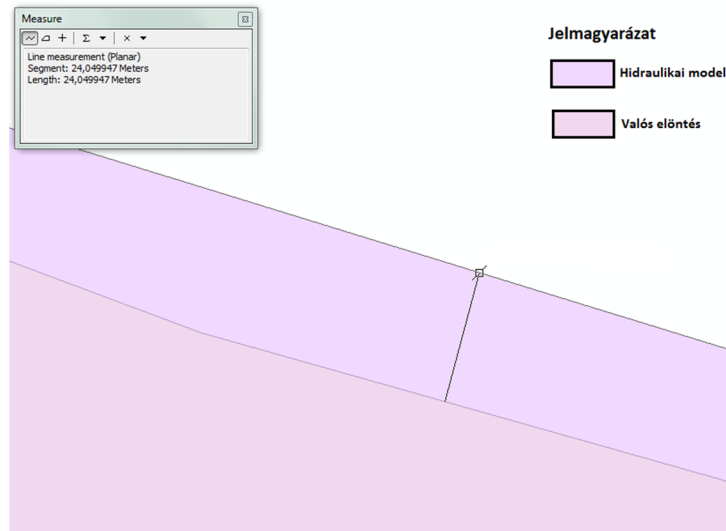 Measure
Line measurement (Planar)
Segment: 24,049947 Meters
Length: 24,049947 Meters
Jelmagyarázat
Hidraulikai model
Valós elöntés